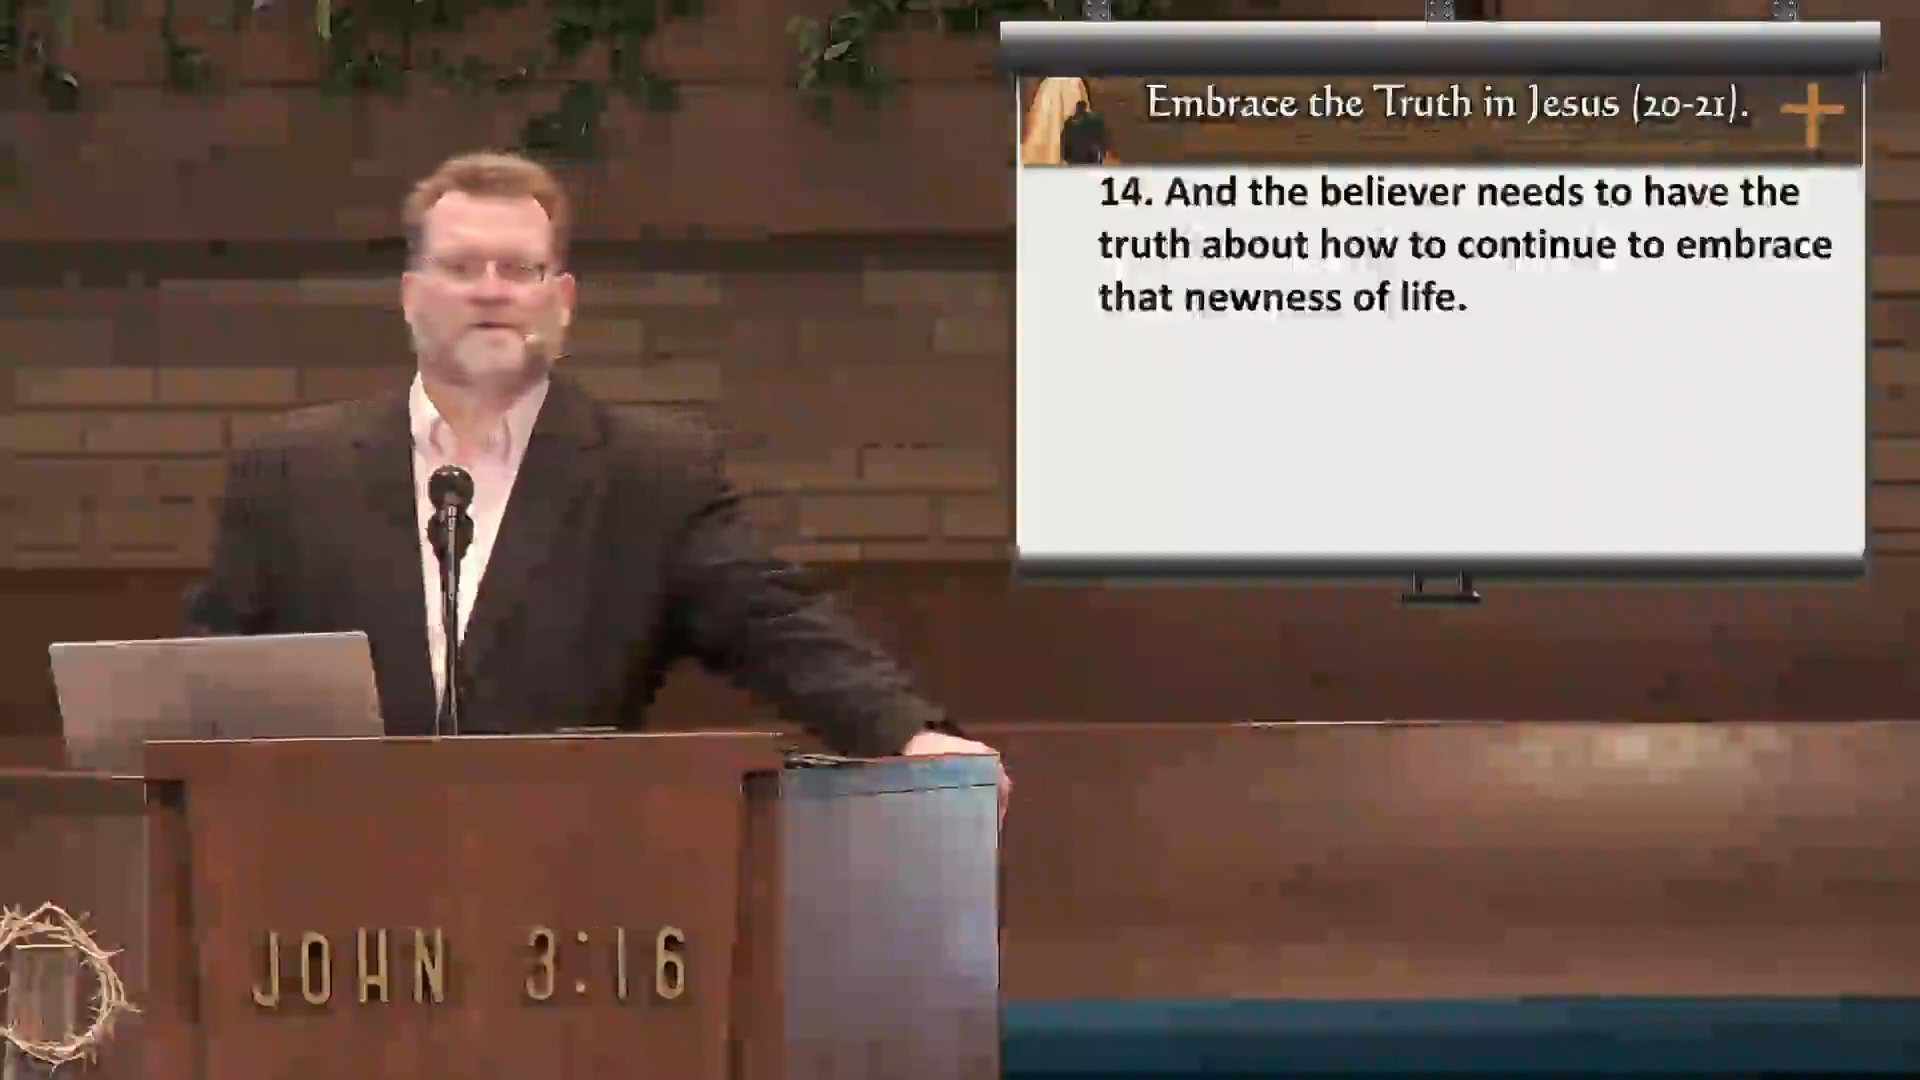 Embrace the Truth in Jesus (20-21).
14. And the believer needs to have the
truth about how to continue to embrace
that newness of life.
JOHN 3:16